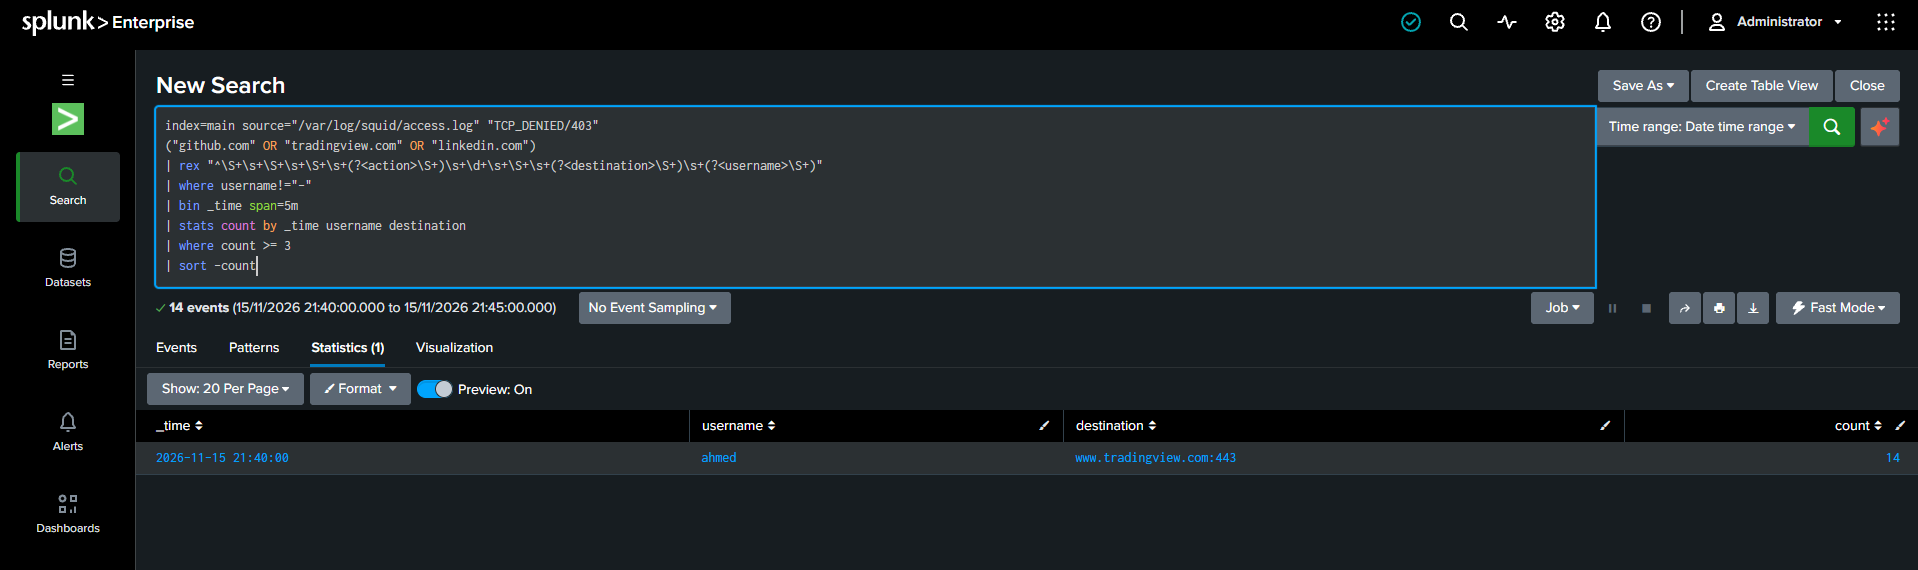 splunk> Enterprise
Administrator
New Search
Save As
Create Table View
Close
index=main source="/var/log/squid/access.log" "TCP_DENIED/403"
("github.com" OR "tradingview.com" OR "linkedin.com")
| rex "^\S+\s+\S+\s+\S+\s+(?<action>\S+)\s+\d+\s+\S+\s+(?<destination>\S+)\s+(?<username>\S+)"
| where username!="-"
| bin _time span=5m
| stats count by _time username destination
| where count >= 3
| sort -count
Time range: Date time range
Search
Datasets
Reports
Alerts
Dashboards
14 events (15/11/2026 21:40:00.000 to 15/11/2026 21:45:00.000)
No Event Sampling
Job
Fast Mode
Events
Patterns
Statistics (1)
Visualization
Show: 20 Per Page
Format
Preview: On
_time
username
destination
count
2026-11-15 21:40:00
ahmed
www.tradingview.com:443
14